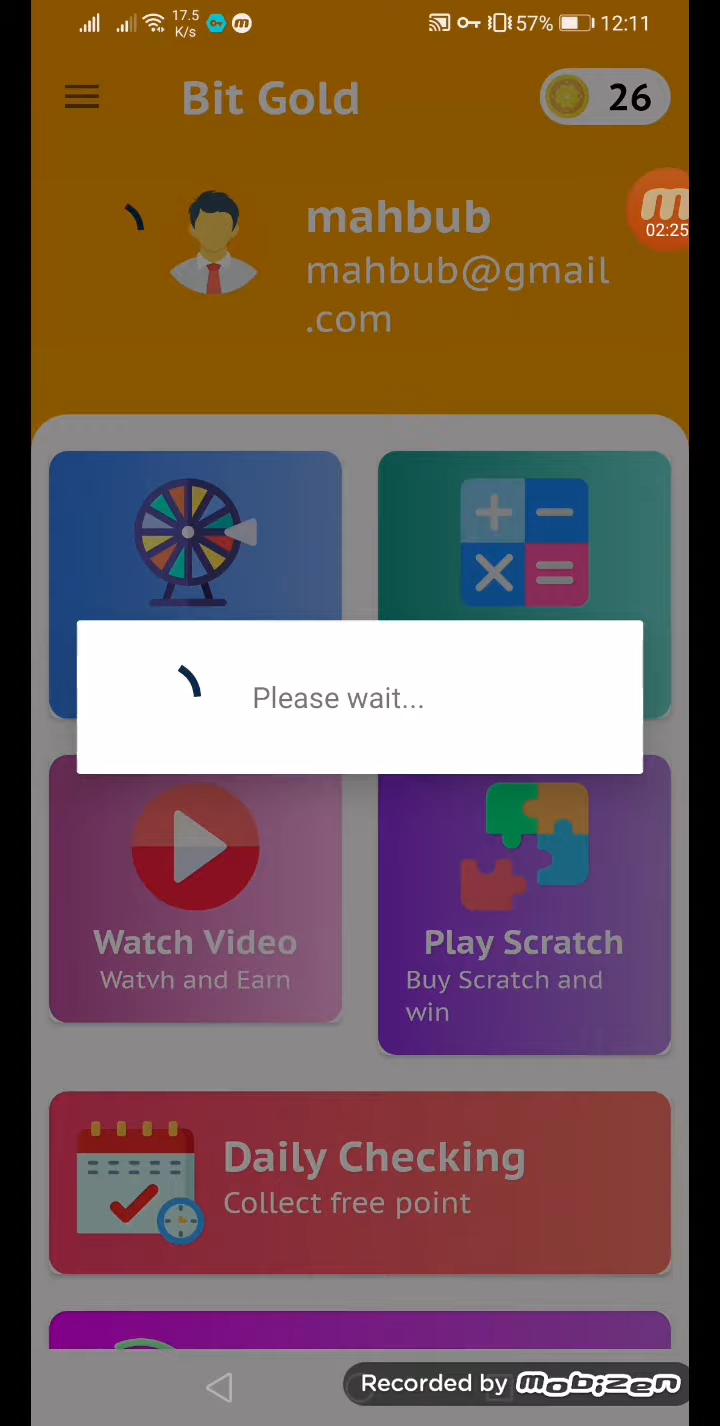 17.5
K/s
57%
12:11
Bit Gold
26
mahbub
mahbub@gmail
.com
02:25
Please wait...
Watch Video
Watvh and Earn
Play Scratch
Buy Scratch and
win
Daily Checking
Collect free point
Recorded by mobizen